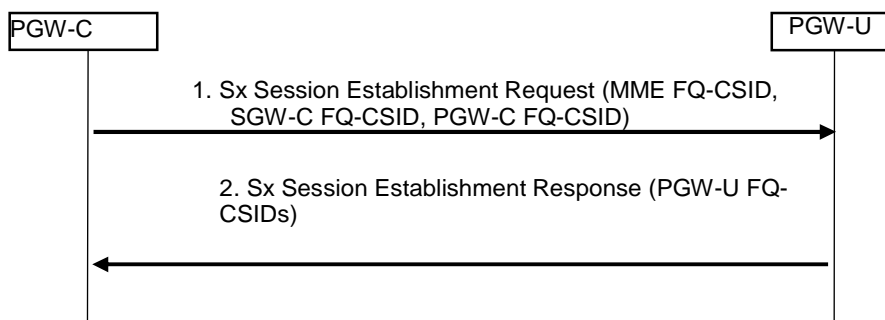 PGW-C
PGW-U
1. Sx Session Establishment Request (MME FQ-CSID,
SGW-C FQ-CSID, PGW-C FQ-CSID)
2. Sx Session Establishment Response (PGW-U FQ-
CSIDs)